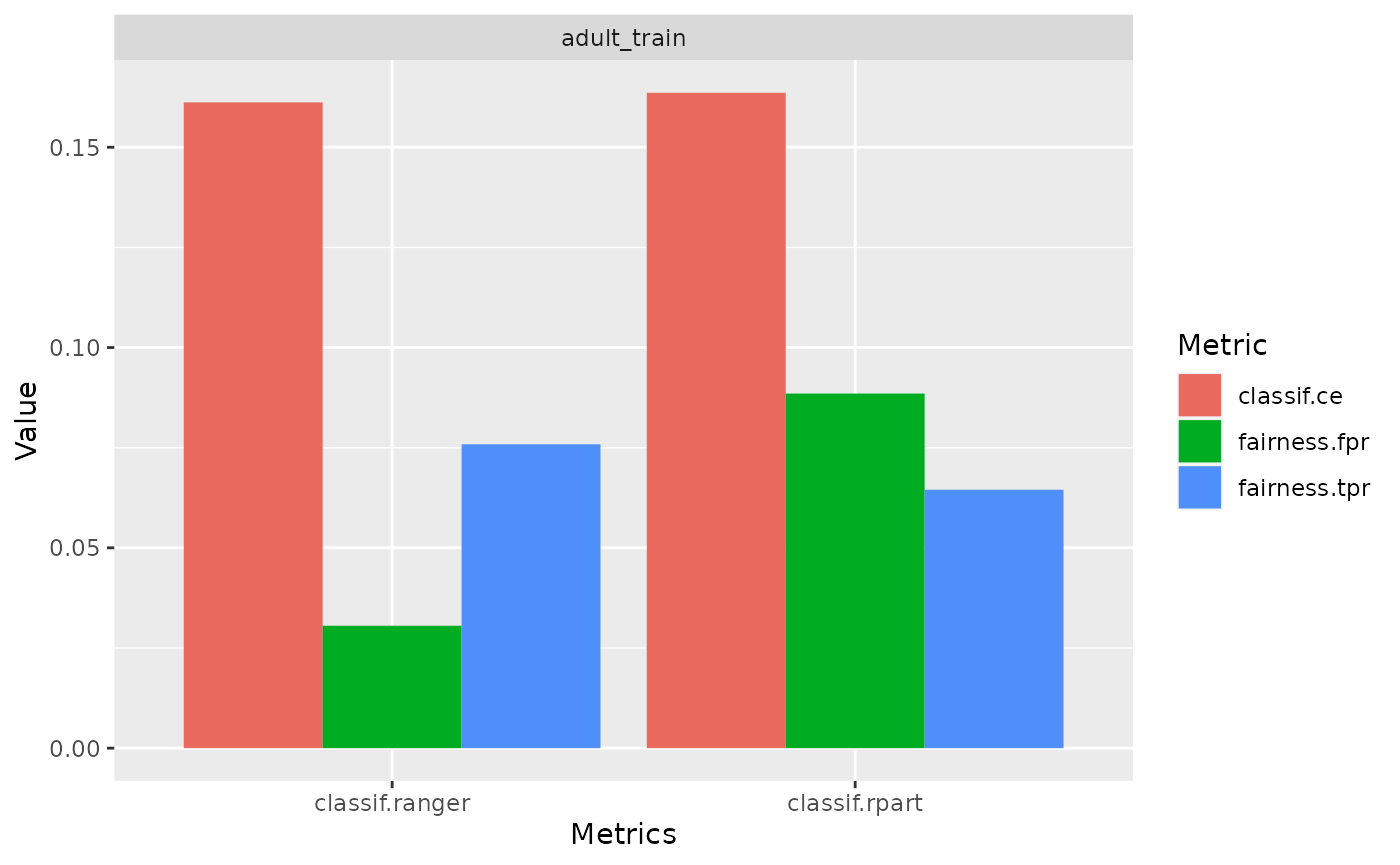 adult_train
0.15
0.10
0.05
0.00
Value
classif.ranger
classif.rpart
Metrics
Metric
classif.ce
fairness.fpr
fairness.tpr